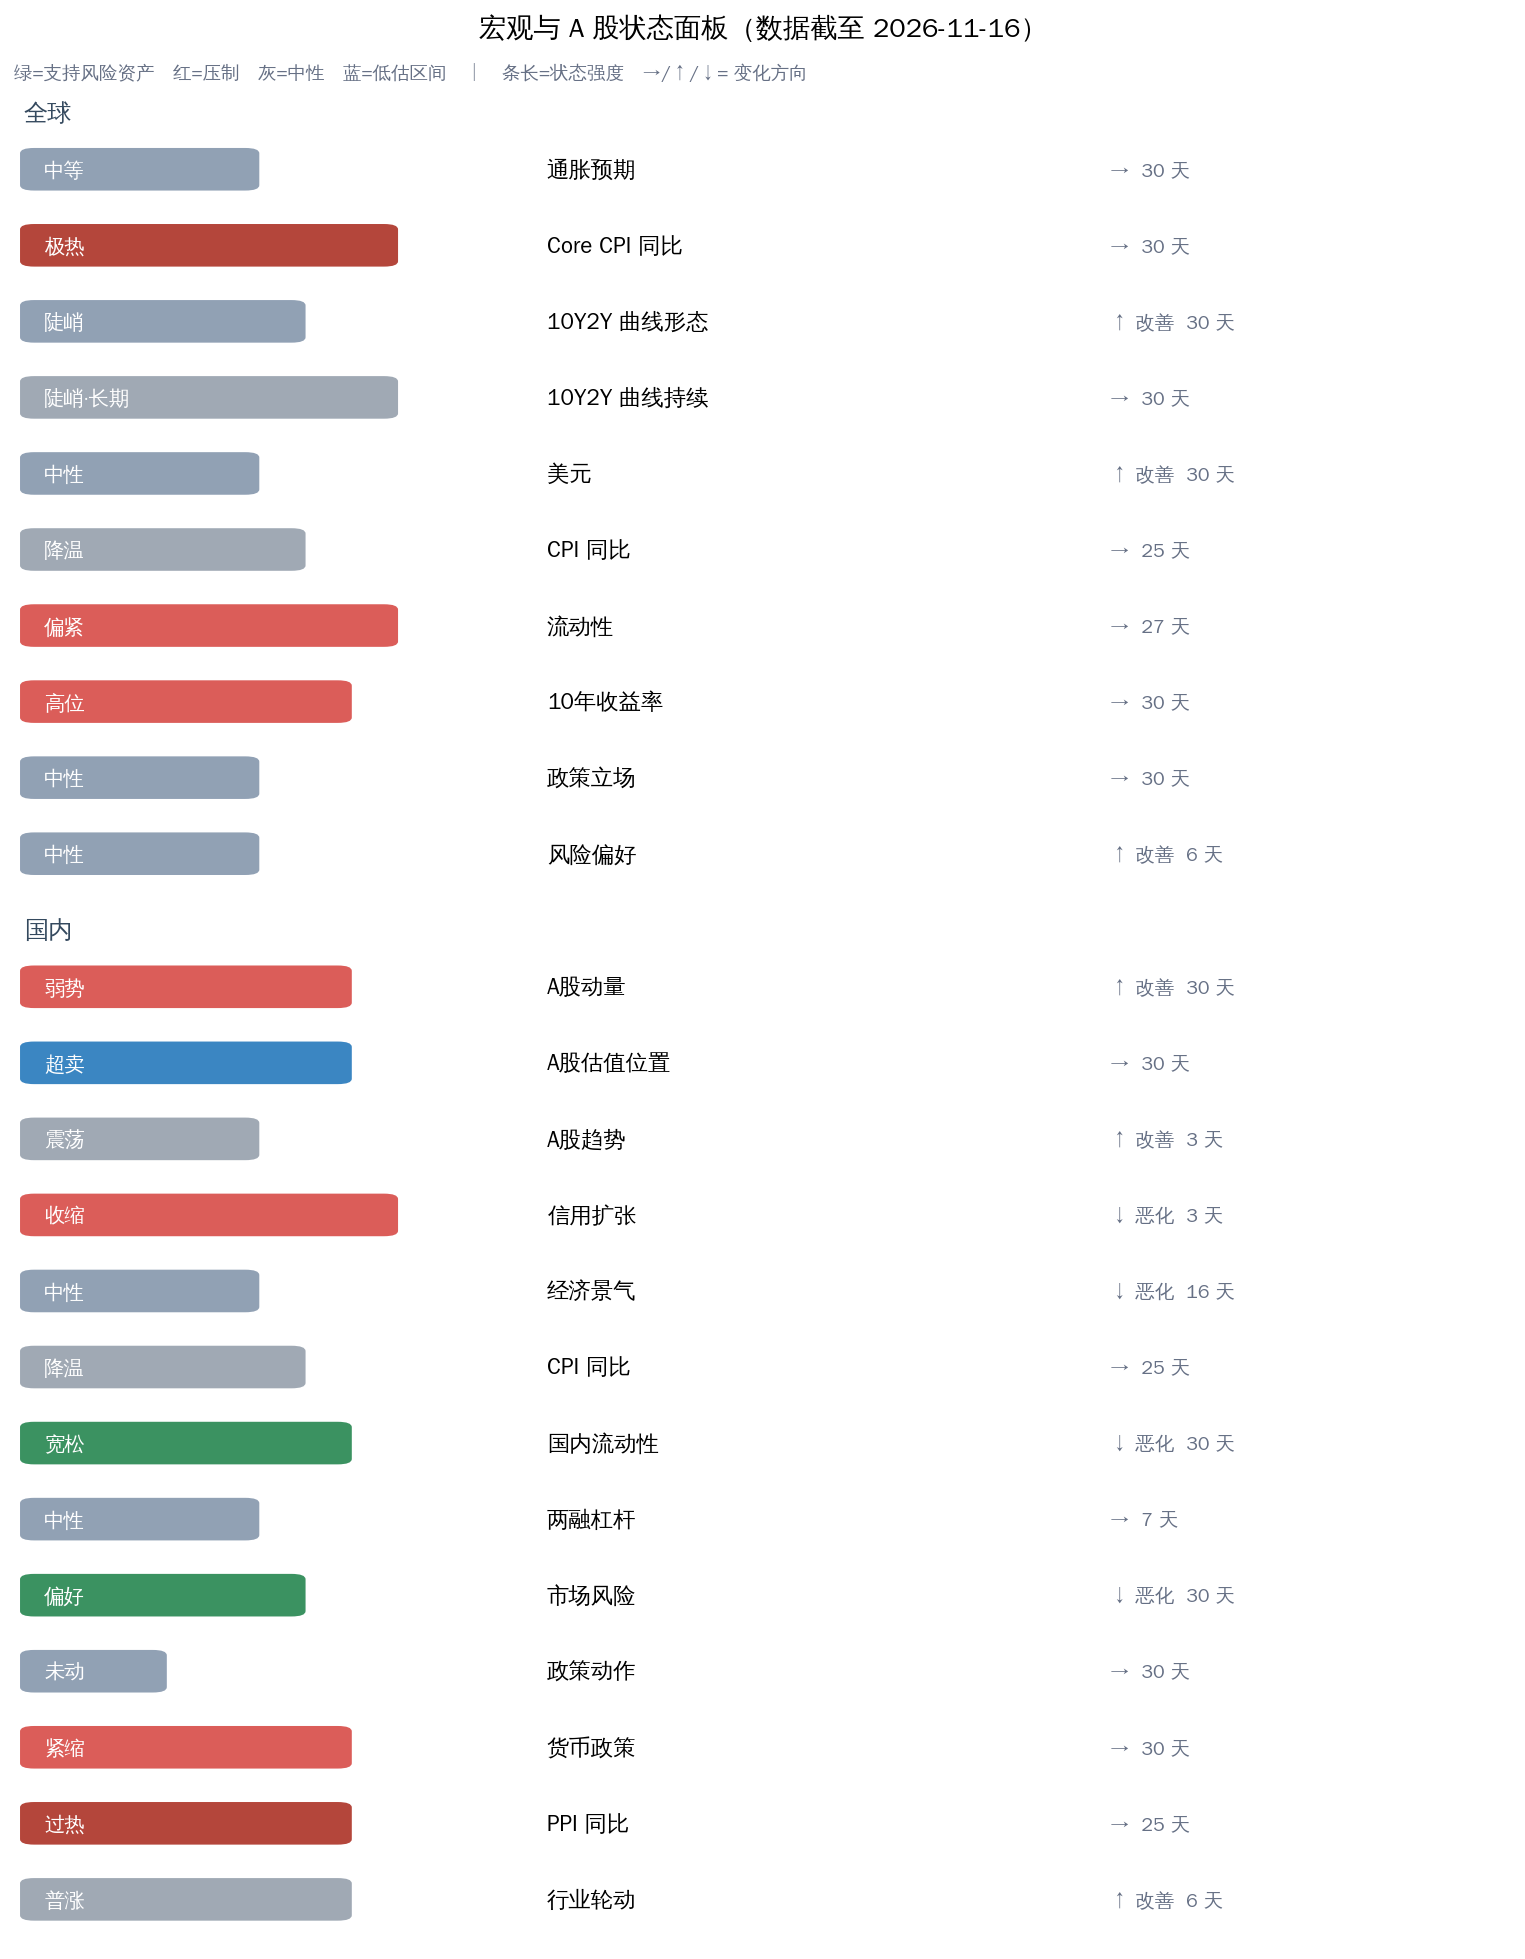 宏观与 A 股状态面板（数据截至 2026-11-16）
绿=支持风险资产 红=压制 灰=中性 蓝=低估区间 | 条长=状态强度 →/↑/↓= 变化方向
全球
中等 通胀预期 → 30 天
极热 Core CPI 同比 → 30 天
陡峭 10Y2Y 曲线形态 ↑ 改善 30 天
陡峭·长期 10Y2Y 曲线持续 → 30 天
中性 美元 ↑ 改善 30 天
降温 CPI 同比 → 25 天
偏紧 流动性 → 27 天
高位 10年收益率 → 30 天
中性 政策立场 → 30 天
中性 风险偏好 ↑ 改善 6 天
国内
弱势 A股动量 ↑ 改善 30 天
超卖 A股估值位置 → 30 天
震荡 A股趋势 ↑ 改善 3 天
收缩 信用扩张 ↓ 恶化 3 天
中性 经济景气 ↓ 恶化 16 天
降温 CPI 同比 → 25 天
宽松 国内流动性 ↓ 恶化 30 天
中性 两融杠杆 → 7 天
偏好 市场风险 ↓ 恶化 30 天
未动 政策动作 → 30 天
紧缩 货币政策 → 30 天
过热 PPI 同比 → 25 天
普涨 行业轮动 ↑ 改善 6 天